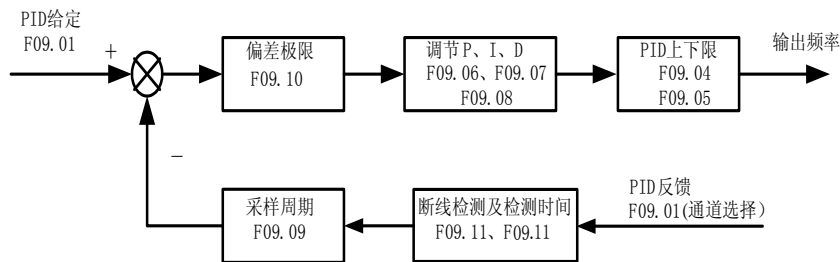 PID给定
F09.01
+
偏差极限
F09.10
调节P、I、D
F09.06、F09.07
F09.08
PID上下限
F09.04
F09.05
输出频率
−
采样周期
F09.09
断线检测及检测时间
F09.11、F09.11
PID反馈
F09.01(通道选择)